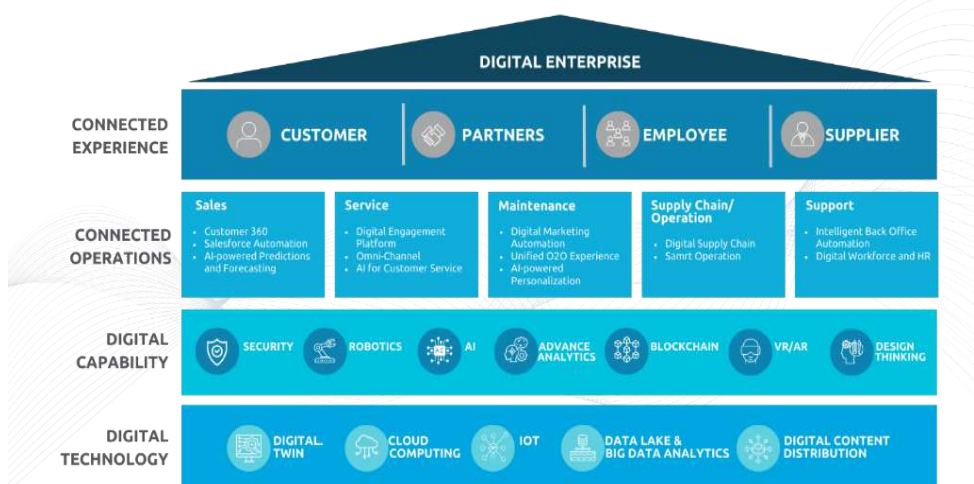 DIGITAL ENTERPRISE
CONNECTED
EXPERIENCE
CUSTOMER
PARTNERS
EMPLOYEE
SUPPLIER
CONNECTED
OPERATIONS
Sales
• Customer 360
• Salesforce Automation
• AI-powered Predictions
and Forecasting
Service
• Digital Engagement
Platform
• Omni-Channel
• AI for Customer Service
Maintenance
• Digital Marketing
Automation
• Unified O2O Experience
• AI-powered
Personalization
Supply Chain/
Operation
• Digital Supply Chain
• Samrt Operation
Support
• Intelligent Back Office
Automation
• Digital Workforce and HR
DIGITAL
CAPABILITY
SECURITY
ROBOTICS
AI
AI
ADVANCE
ANALYTICS
BLOCKCHAIN
VR/AR
DESIGN
THINKING
DIGITAL
TECHNOLOGY
DIGITAL.
TWIN
CLOUD
COMPUTING
IOT
DATA LAKE &
BIG DATA ANALYTICS
DIGITAL CONTENT
DISTRIBUTION